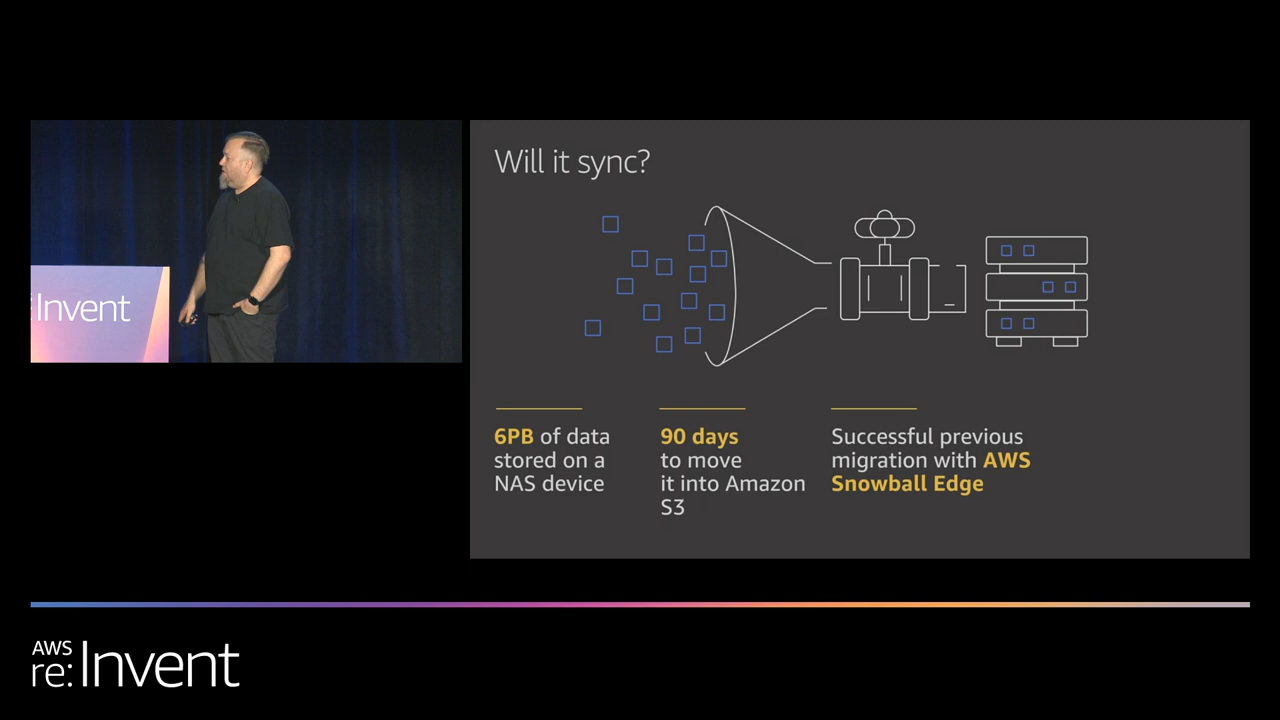 Invent
Will it sync?
6PB of data
stored on a
NAS device
90 days
to move
it into Amazon
S3
Successful previous
migration with AWS
Snowball Edge
AWS
re:Invent